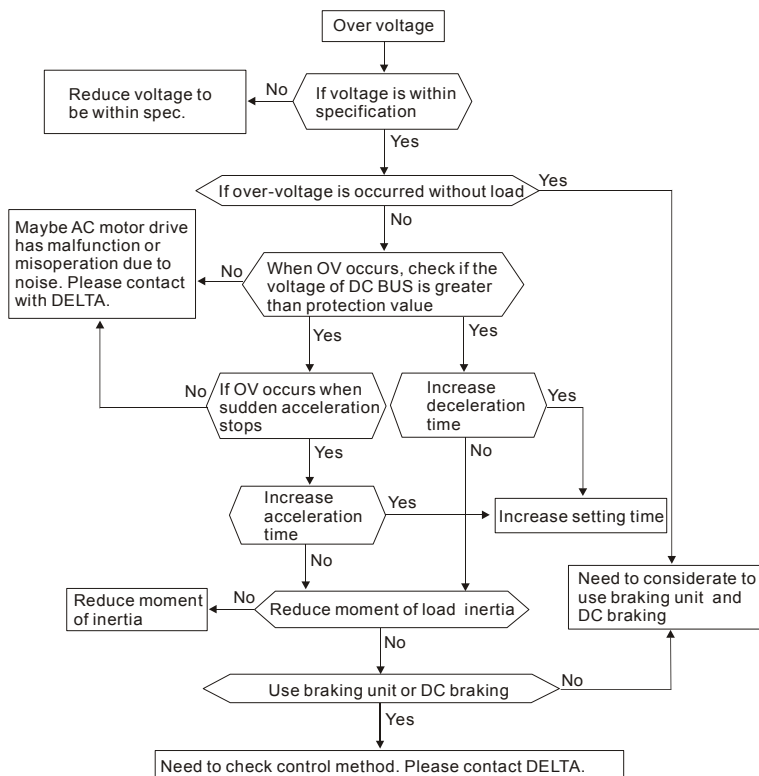 Over voltage
No
Reduce voltage to
be within spec.
If voltage is within
specification
Yes
If over-voltage is occurred without load
Yes
No
Maybe AC motor drive
has malfunction or
misoperation due to
noise. Please contact
with DELTA.
No
When OV occurs, check if the
voltage of DC BUS is greater
than protection value
Yes
Yes
No
If OV occurs when
sudden acceleration
stops
Increase
deceleration
time
Yes
Yes
No
Increase
acceleration
time
Yes
Increase setting time
No
Reduce moment
of inertia
No
Reduce moment of load inertia
Need to considerate to
use braking unit and
DC braking
No
Use braking unit or DC braking
No
Yes
Need to check control method. Please contact DELTA.